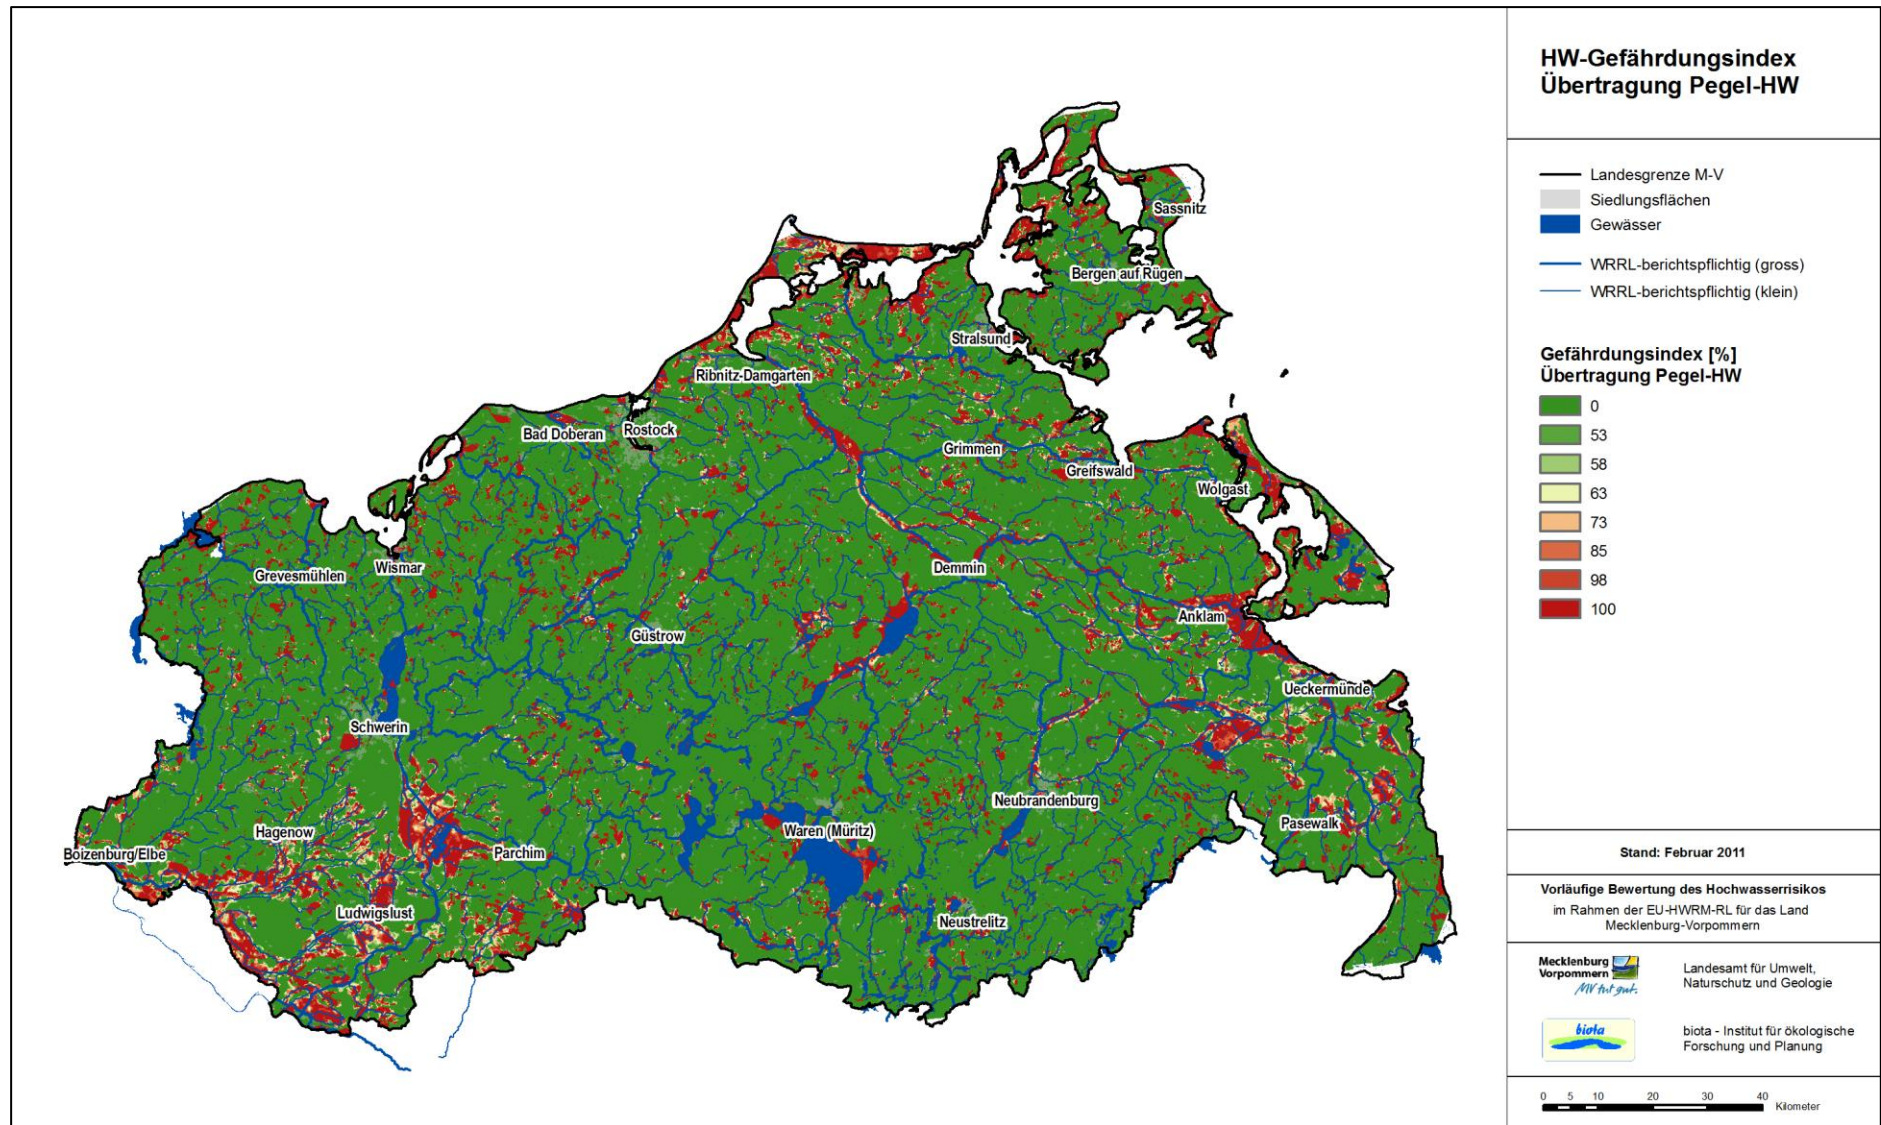 HW-Gefährdungsindex
Übertragung Pegel-HW
Landesgrenze M-V
Siedlungsflächen
Gewässer
WRRL-berichtspflichtig (gross)
WRRL-berichtspflichtig (klein)
Gefährdungsindex [%]
Übertragung Pegel-HW
0
53
58
63
73
85
98
100
Sassnitz
Bergen auf Rügen
Stralsund
Ribnitz-Damgarten
Bad Doberan
Rostock
Grimmen
Greifswald
Wolgast
Wismar
Grevesmühlen
Demmin
Anklam
Güstrow
Ueckermünde
Schwerin
Neubrandenburg
Waren (Müritz)
Pasewalk
Hagenow
Parchim
Boizenburg/Elbe
Ludwigslust
Neustrelitz
Stand: Februar 2011
Vorläufige Bewertung des Hochwasserrisikos
im Rahmen der EU-HWRM-RL für das Land
Mecklenburg-Vorpommern
Mecklenburg
Vorpommern
MV tut gut.
Landesamt für Umwelt,
Naturschutz und Geologie
biota
biota - Institut für ökologische
Forschung und Planung
0 5 10 20 30 40
Kilometer